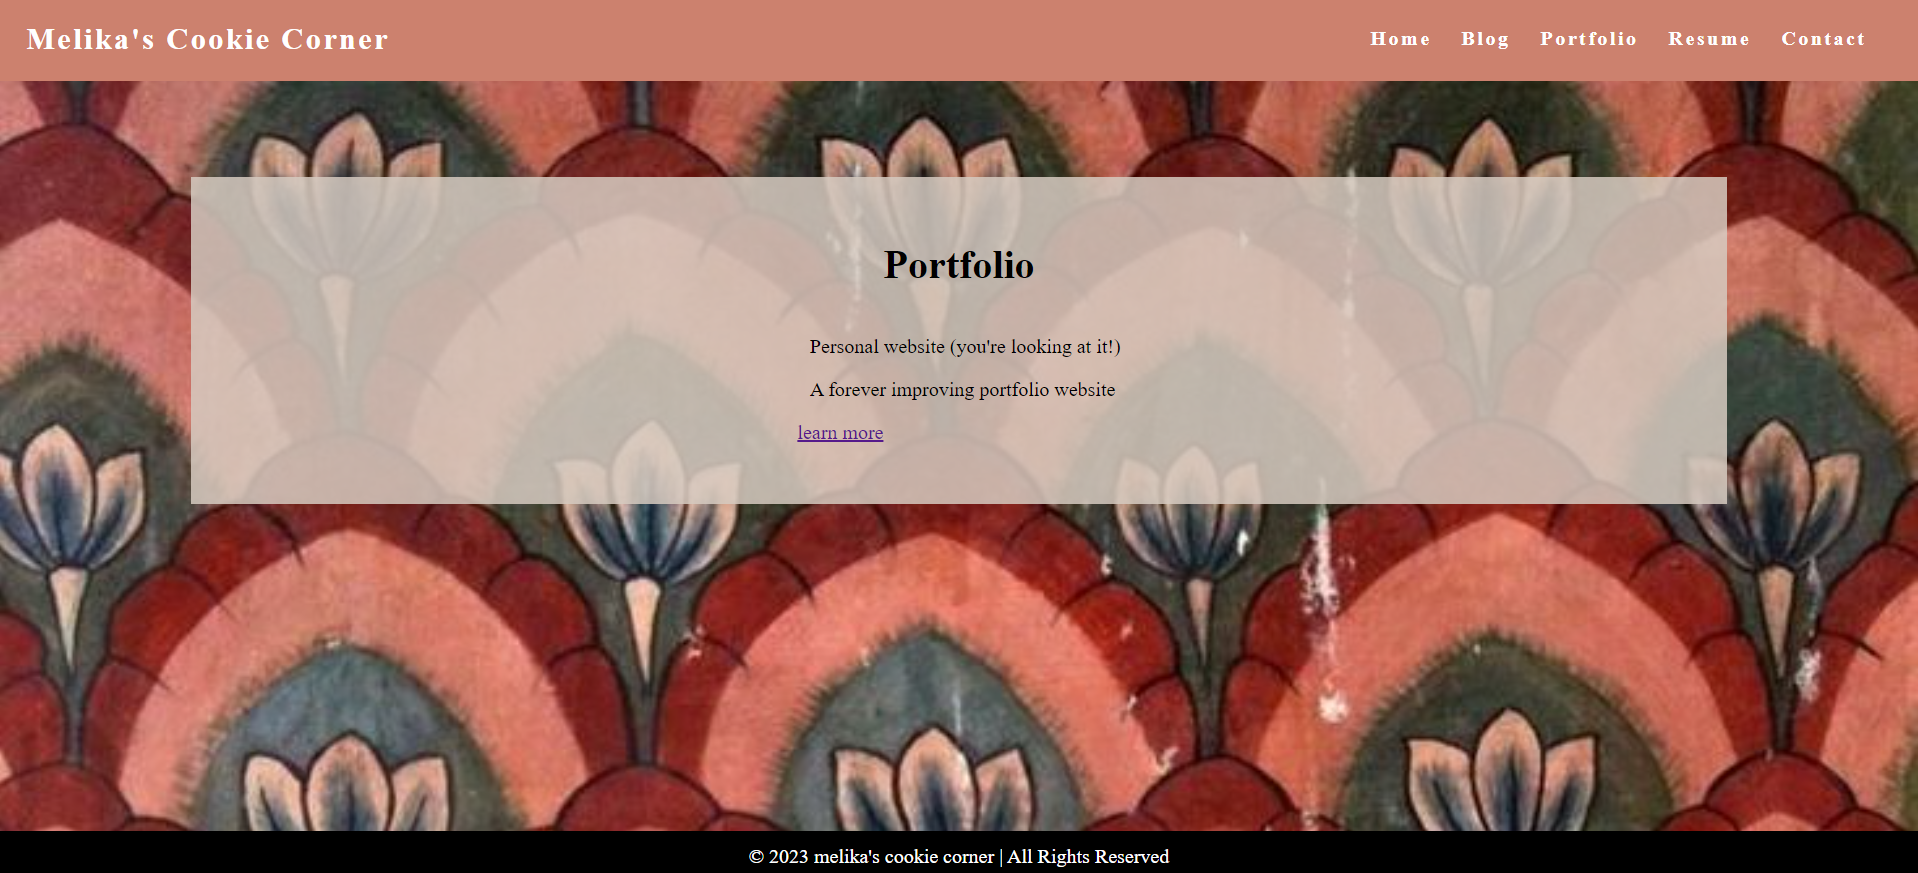 Melika's Cookie Corner
Home Blog Portfolio Resume Contact
Portfolio
Personal website (you're looking at it!)
A forever improving portfolio website
learn more
© 2023 melika's cookie corner | All Rights Reserved